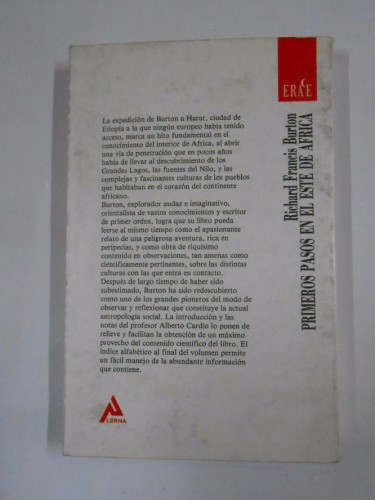 La expedición de Burton a Harar, ciudad de
Etiopía a la que ningún europeo había tenido
acceso, marca un hito fundamental en el
conocimiento del interior de Africa, al abrir
una vía de penetración que en pocos años
había de llevar al descubrimiento de los
Grandes Lagos, las fuentes del Nilo, y las
complejas y fascinantes culturas de los pueblos
que habitaban en el corazón del continente
africano.
Burton, explorador audaz e imaginativo,
orientalista de vastos conocimientos y escritor
de primer orden, logra que su libro pueda
leerse al mismo tiempo como el apasionante
relato de una peligrosa aventura, rica en
peripecias, y como obra de riquísimo
contenido en observaciones, tan amenas como
científicamente pertinentes, sobre las distintas
culturas con las que entra en contacto.
Después de largo tiempo de haber sido
subestimado, Burton ha sido redescubierto
como uno de los grandes pioneros del modo de
observar y reflexionar que constituye la actual
antropología social. La introducción y las
notas del profesor Alberto Cardín lo ponen de
relieve y facilitan la obtención de un máximo
provecho del contenido científico del libro. El
índice alfabético al final del volumen permite
un fácil manejo de la abundante información
que contiene.
LERNA
Richard Francis Burton
PRIMEROS PASOS EN EL ESTE DE AFRICA